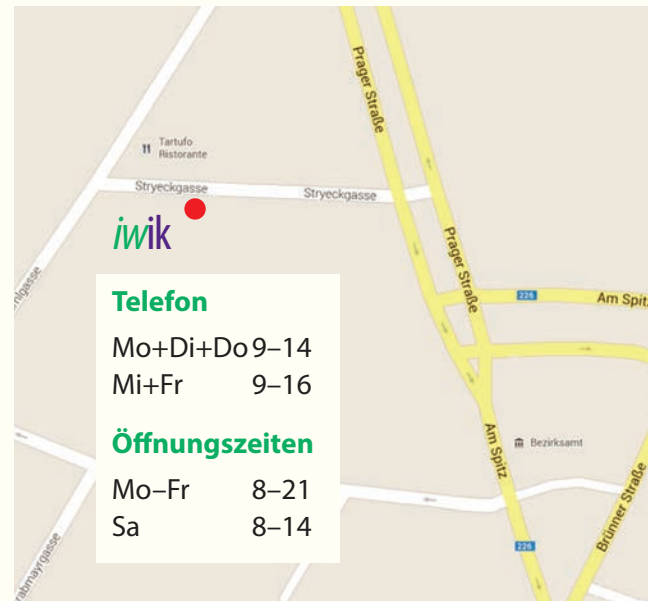 Prager Straße
Tartufo
Ristorante
Stryeckgasse
Stryeckgasse
iwik
Prager Straße
226
Am Spitz
Telefon
Mo+Di+Do 9–14
Mi+Fr 9–16
Öffnungszeiten
Mo–Fr 8–21
Sa 8–14
Am Spitz
Bezirksamt
Brünner Straße
226